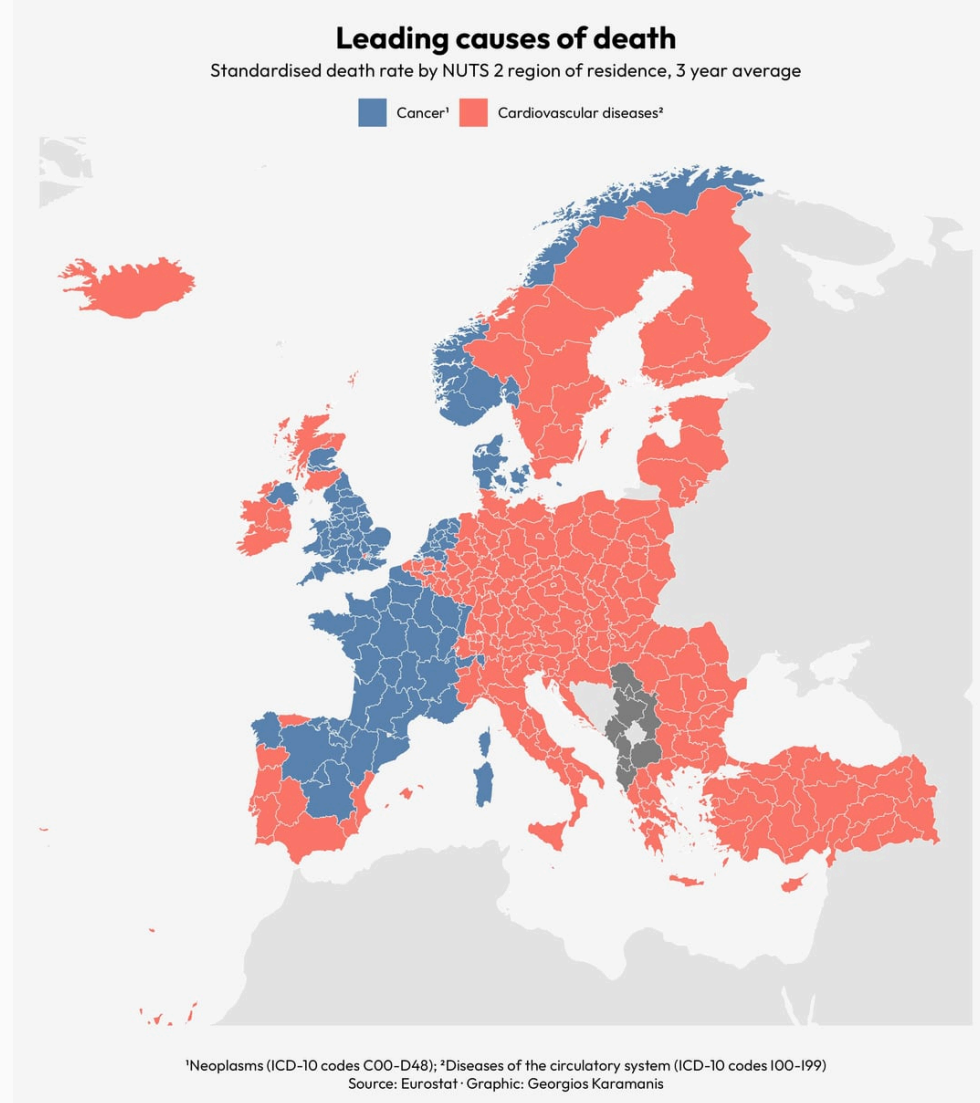 Leading causes of death
Standardised death rate by NUTS 2 region of residence, 3 year average
Cancer¹ Cardiovascular diseases²
¹Neoplasms (ICD-10 codes C00-D48); ²Diseases of the circulatory system (ICD-10 codes I00-I99)
Source: Eurostat · Graphic: Georgios Karamanis